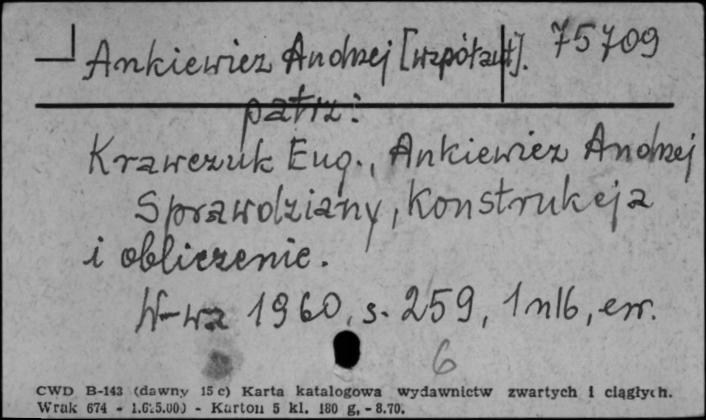 Ankiewicz Andrzej [współaut]. 75709
patrz:
Krawczuk Eug., Ankiewicz Andrzej
Sprawdziany, Konstrukcja
i obliczenie.
W-wa 1960, s. 259, 1 nlb, err.
6
CWD B-143 (dawny 15 c) Karta katalogowa wydawnictw zwartych i ciągłych.
Wrak 674 - 1.615.000 - Karton 5 kl. 180 g, - 8.70.